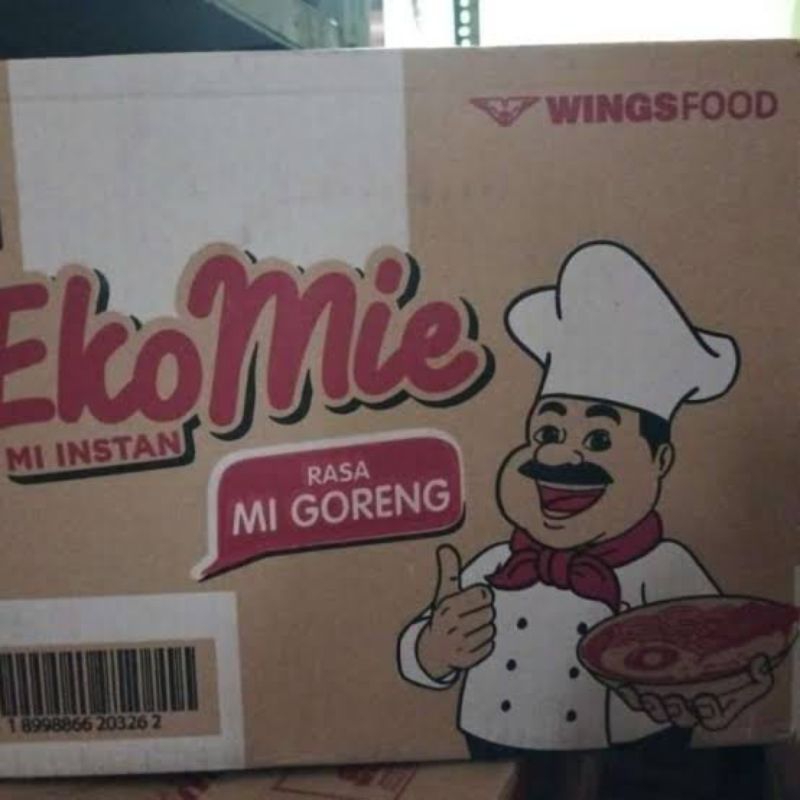 WINGSFOOD
EkoMie
MI INSTAN
RASA
MI GORENG
1 8998866 20326 2